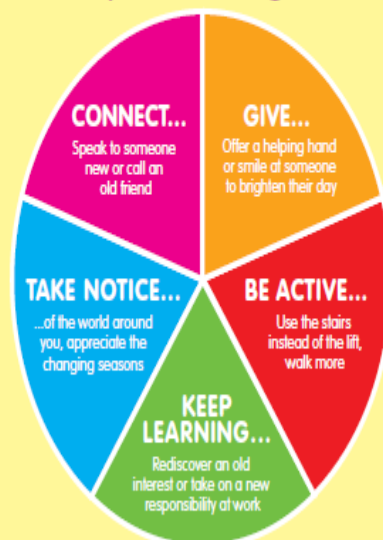 CONNECT...
Speak to someone
new or call an
old friend
GIVE...
Offer a helping hand
or smile at someone
to brighten their day
BE ACTIVE...
Use the stairs
instead of the lift,
walk more
KEEP
LEARNING...
Rediscover an old
interest or take on a new
responsibility at work
TAKE NOTICE...
...of the world around
you, appreciate the
changing seasons